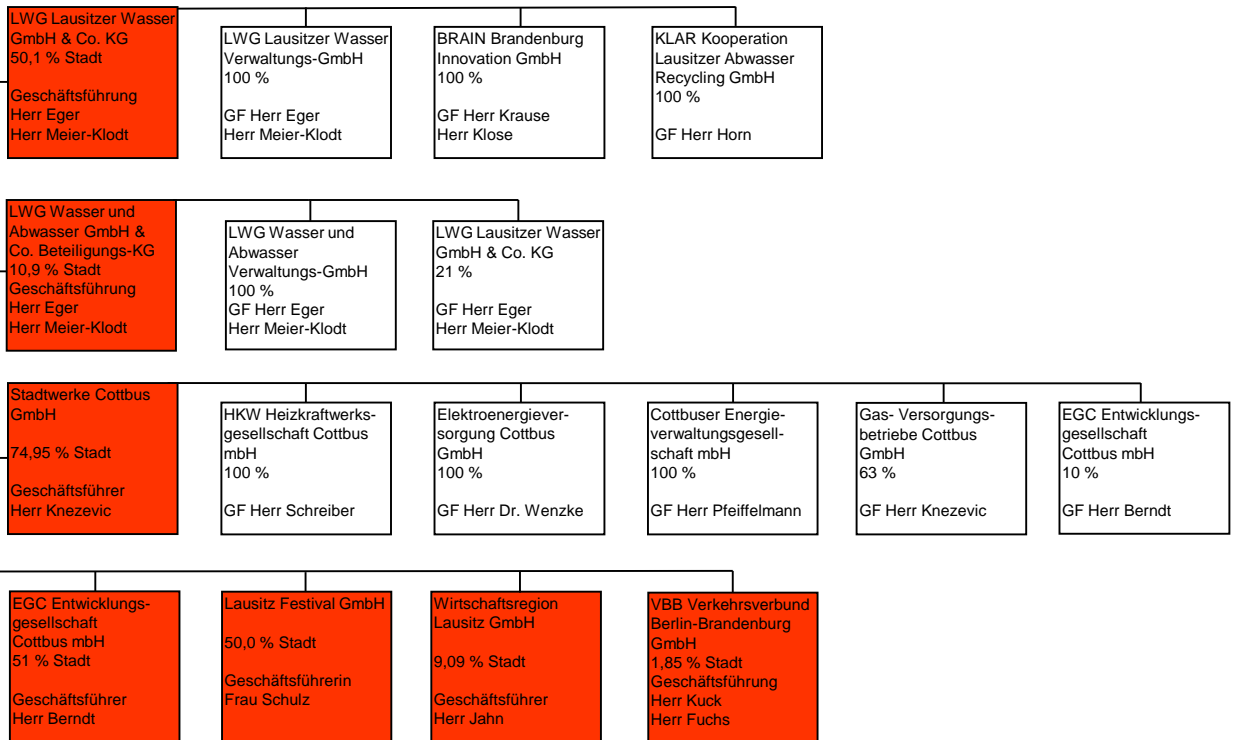 LWG Lausitzer Wasser
GmbH & Co. KG
50,1 % Stadt
Geschäftsführung
Herr Eger
Herr Meier-Klodt
LWG Lausitzer Wasser
Verwaltungs-GmbH
100 %
GF Herr Eger
Herr Meier-Klodt
BRAIN Brandenburg
Innovation GmbH
100 %
GF Herr Krause
Herr Klose
KLAR Kooperation
Lausitzer Abwasser
Recycling GmbH
100 %
GF Herr Horn
LWG Wasser und
Abwasser GmbH &
Co. Beteiligungs-KG
10,9 % Stadt
Geschäftsführung
Herr Eger
Herr Meier-Klodt
LWG Wasser und
Abwasser
Verwaltungs-GmbH
100 %
GF Herr Eger
Herr Meier-Klodt
LWG Lausitzer Wasser
GmbH & Co. KG
21 %
GF Herr Eger
Herr Meier-Klodt
Stadtwerke Cottbus
GmbH
74,95 % Stadt
Geschäftsführer
Herr Knezevic
HKW Heizkraftwerks-
gesellschaft Cottbus
mbH
100 %
GF Herr Schreiber
Elektroenergiever-
sorgung Cottbus
GmbH
100 %
GF Herr Dr. Wenzke
Cottbuser Energie-
verwaltungsgesell-
schaft mbH
100 %
GF Herr Pfeiffelmann
Gas- Versorgungs-
betriebe Cottbus
GmbH
63 %
GF Herr Knezevic
EGC Entwicklungs-
gesellschaft
Cottbus mbH
10 %
GF Herr Berndt
EGC Entwicklungs-
gesellschaft
Cottbus mbH
51 % Stadt
Geschäftsführer
Herr Berndt
Lausitz Festival GmbH
50,0 % Stadt
Geschäftsführerin
Frau Schulz
Wirtschaftsregion
Lausitz GmbH
9,09 % Stadt
Geschäftsführer
Herr Jahn
VBB Verkehrsverbund
Berlin-Brandenburg
GmbH
1,85 % Stadt
Geschäftsführung
Herr Kuck
Herr Fuchs